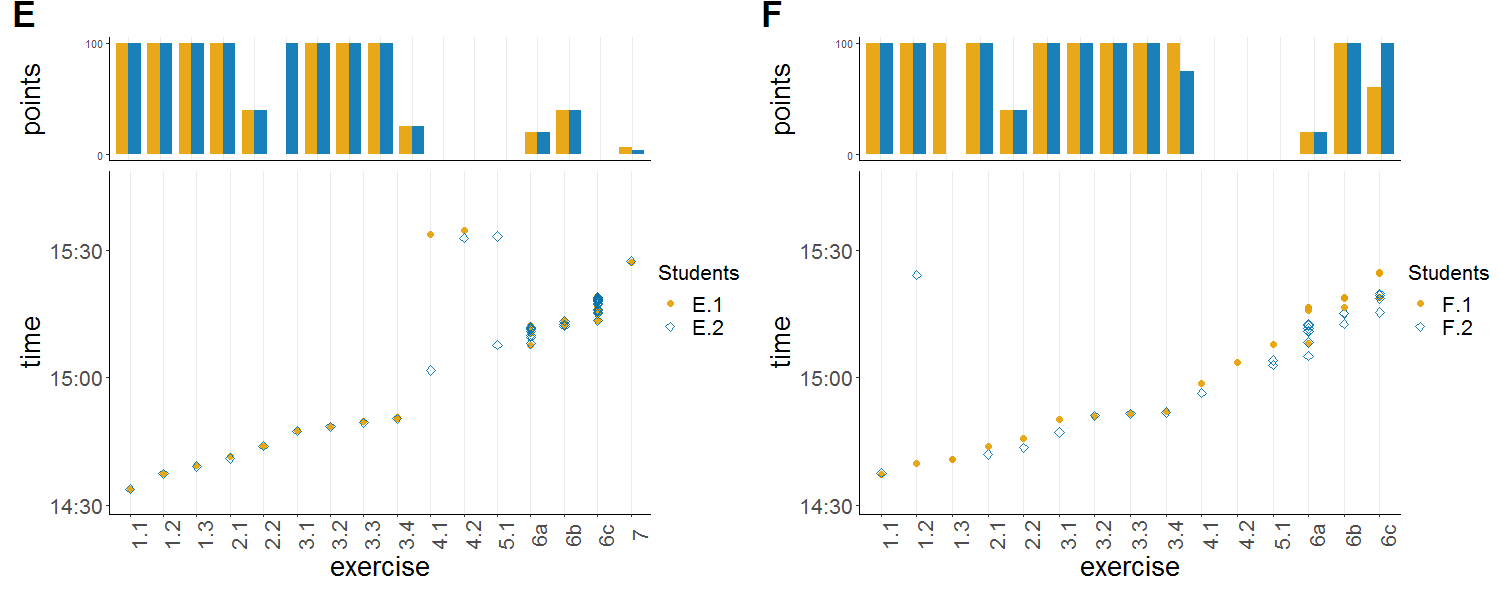 E
points
100
0
time
15:30
15:00
14:30
1.1 1.2 1.3 2.1 2.2 3.1 3.2 3.3 3.4 4.1 4.2 5.1 6a 6b 6c 7
exercise
Students
E.1
E.2
F
points
100
0
time
15:30
15:00
14:30
1.1 1.2 1.3 2.1 2.2 3.1 3.2 3.3 3.4 4.1 4.2 5.1 6a 6b 6c
exercise
Students
F.1
F.2